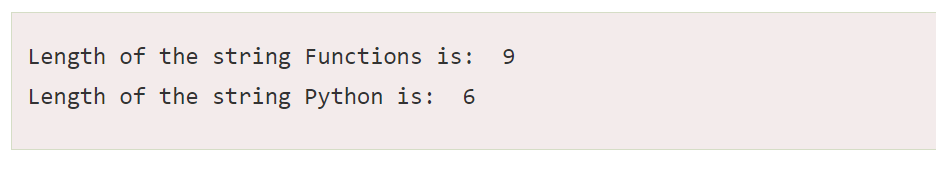 Length of the string Functions is:  9
Length of the string Python is:  6